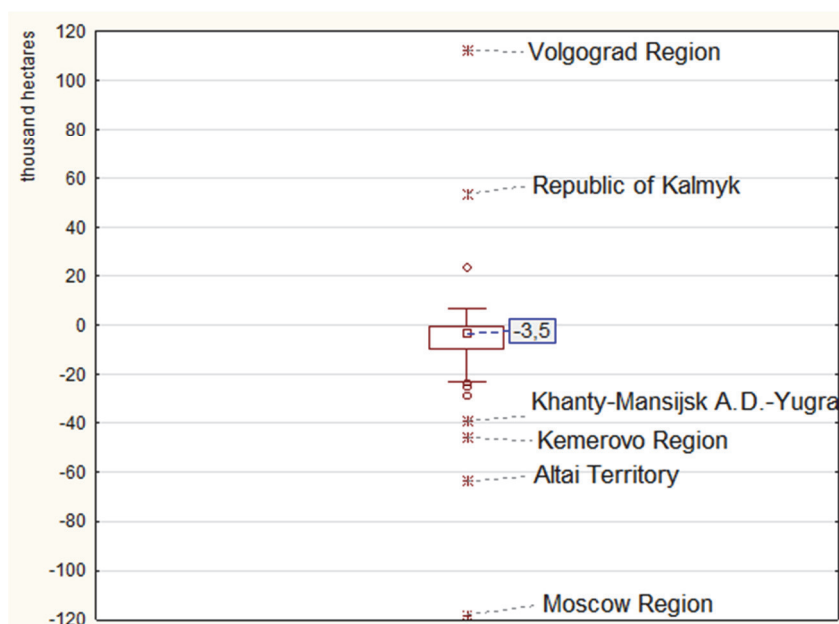 thousand hectares
120
100
80
60
40
20
0
-20
-40
-60
-80
-100
-120
Volgograd Region
Republic of Kalmyk
-3,5
Khanty-Mansijsk A.D.-Yugra
Kemerovo Region
Altai Territory
Moscow Region